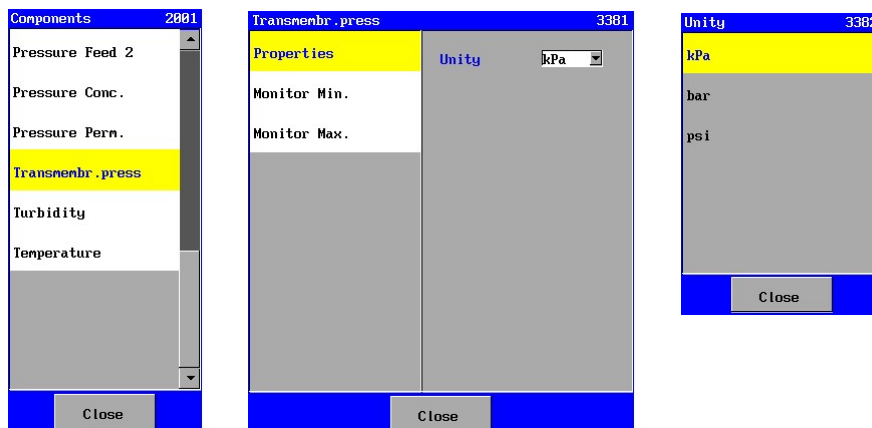 Components 2001
Pressure Feed 2
Pressure Conc.
Pressure Perm.
Transmembr.press
Turbidity
Temperature
Close
Transmembr.press 3381
Properties
Unity kPa
Monitor Min.
Monitor Max.
Close
Unity 3382
kPa
bar
psi
Close